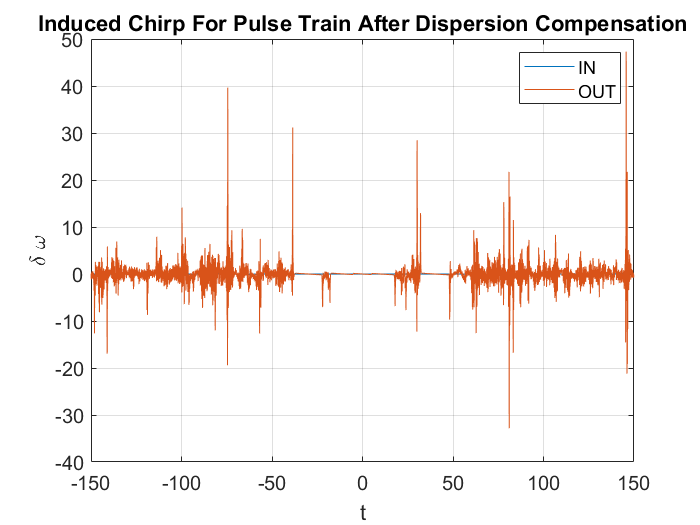 Induced Chirp For Pulse Train After Dispersion Compensation
50
40
30
20
10
0
-10
-20
-30
-40
δ ω
IN
OUT
-150 -100 -50 0 50 100 150
t